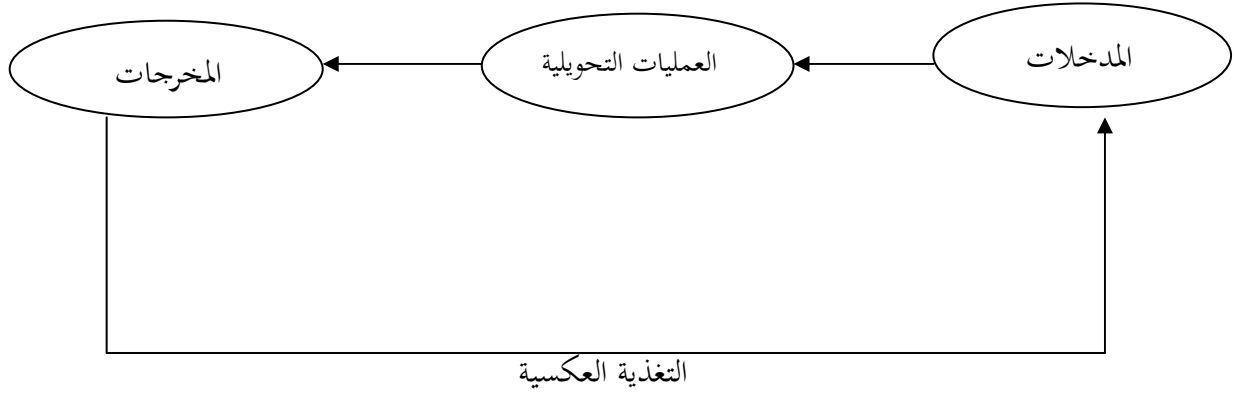 المدخلات
العمليات التحويلية
المخرجات
التغذية العكسية